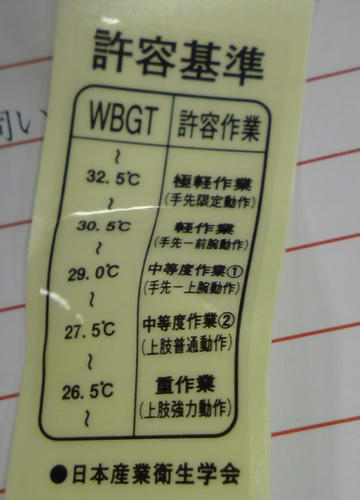 許容基準
WBGT 許容作業
~
32.5℃ 極軽作業
(手先限定動作)
~
30.5℃ 軽作業
(手先ー前腕動作)
~
29.0℃ 中等度作業①
(手先ー上腕動作)
~
27.5℃ 中等度作業②
(上肢普通動作)
~
26.5℃ 重作業
(上肢強力動作)
~
●日本産業衛生学会
伺い